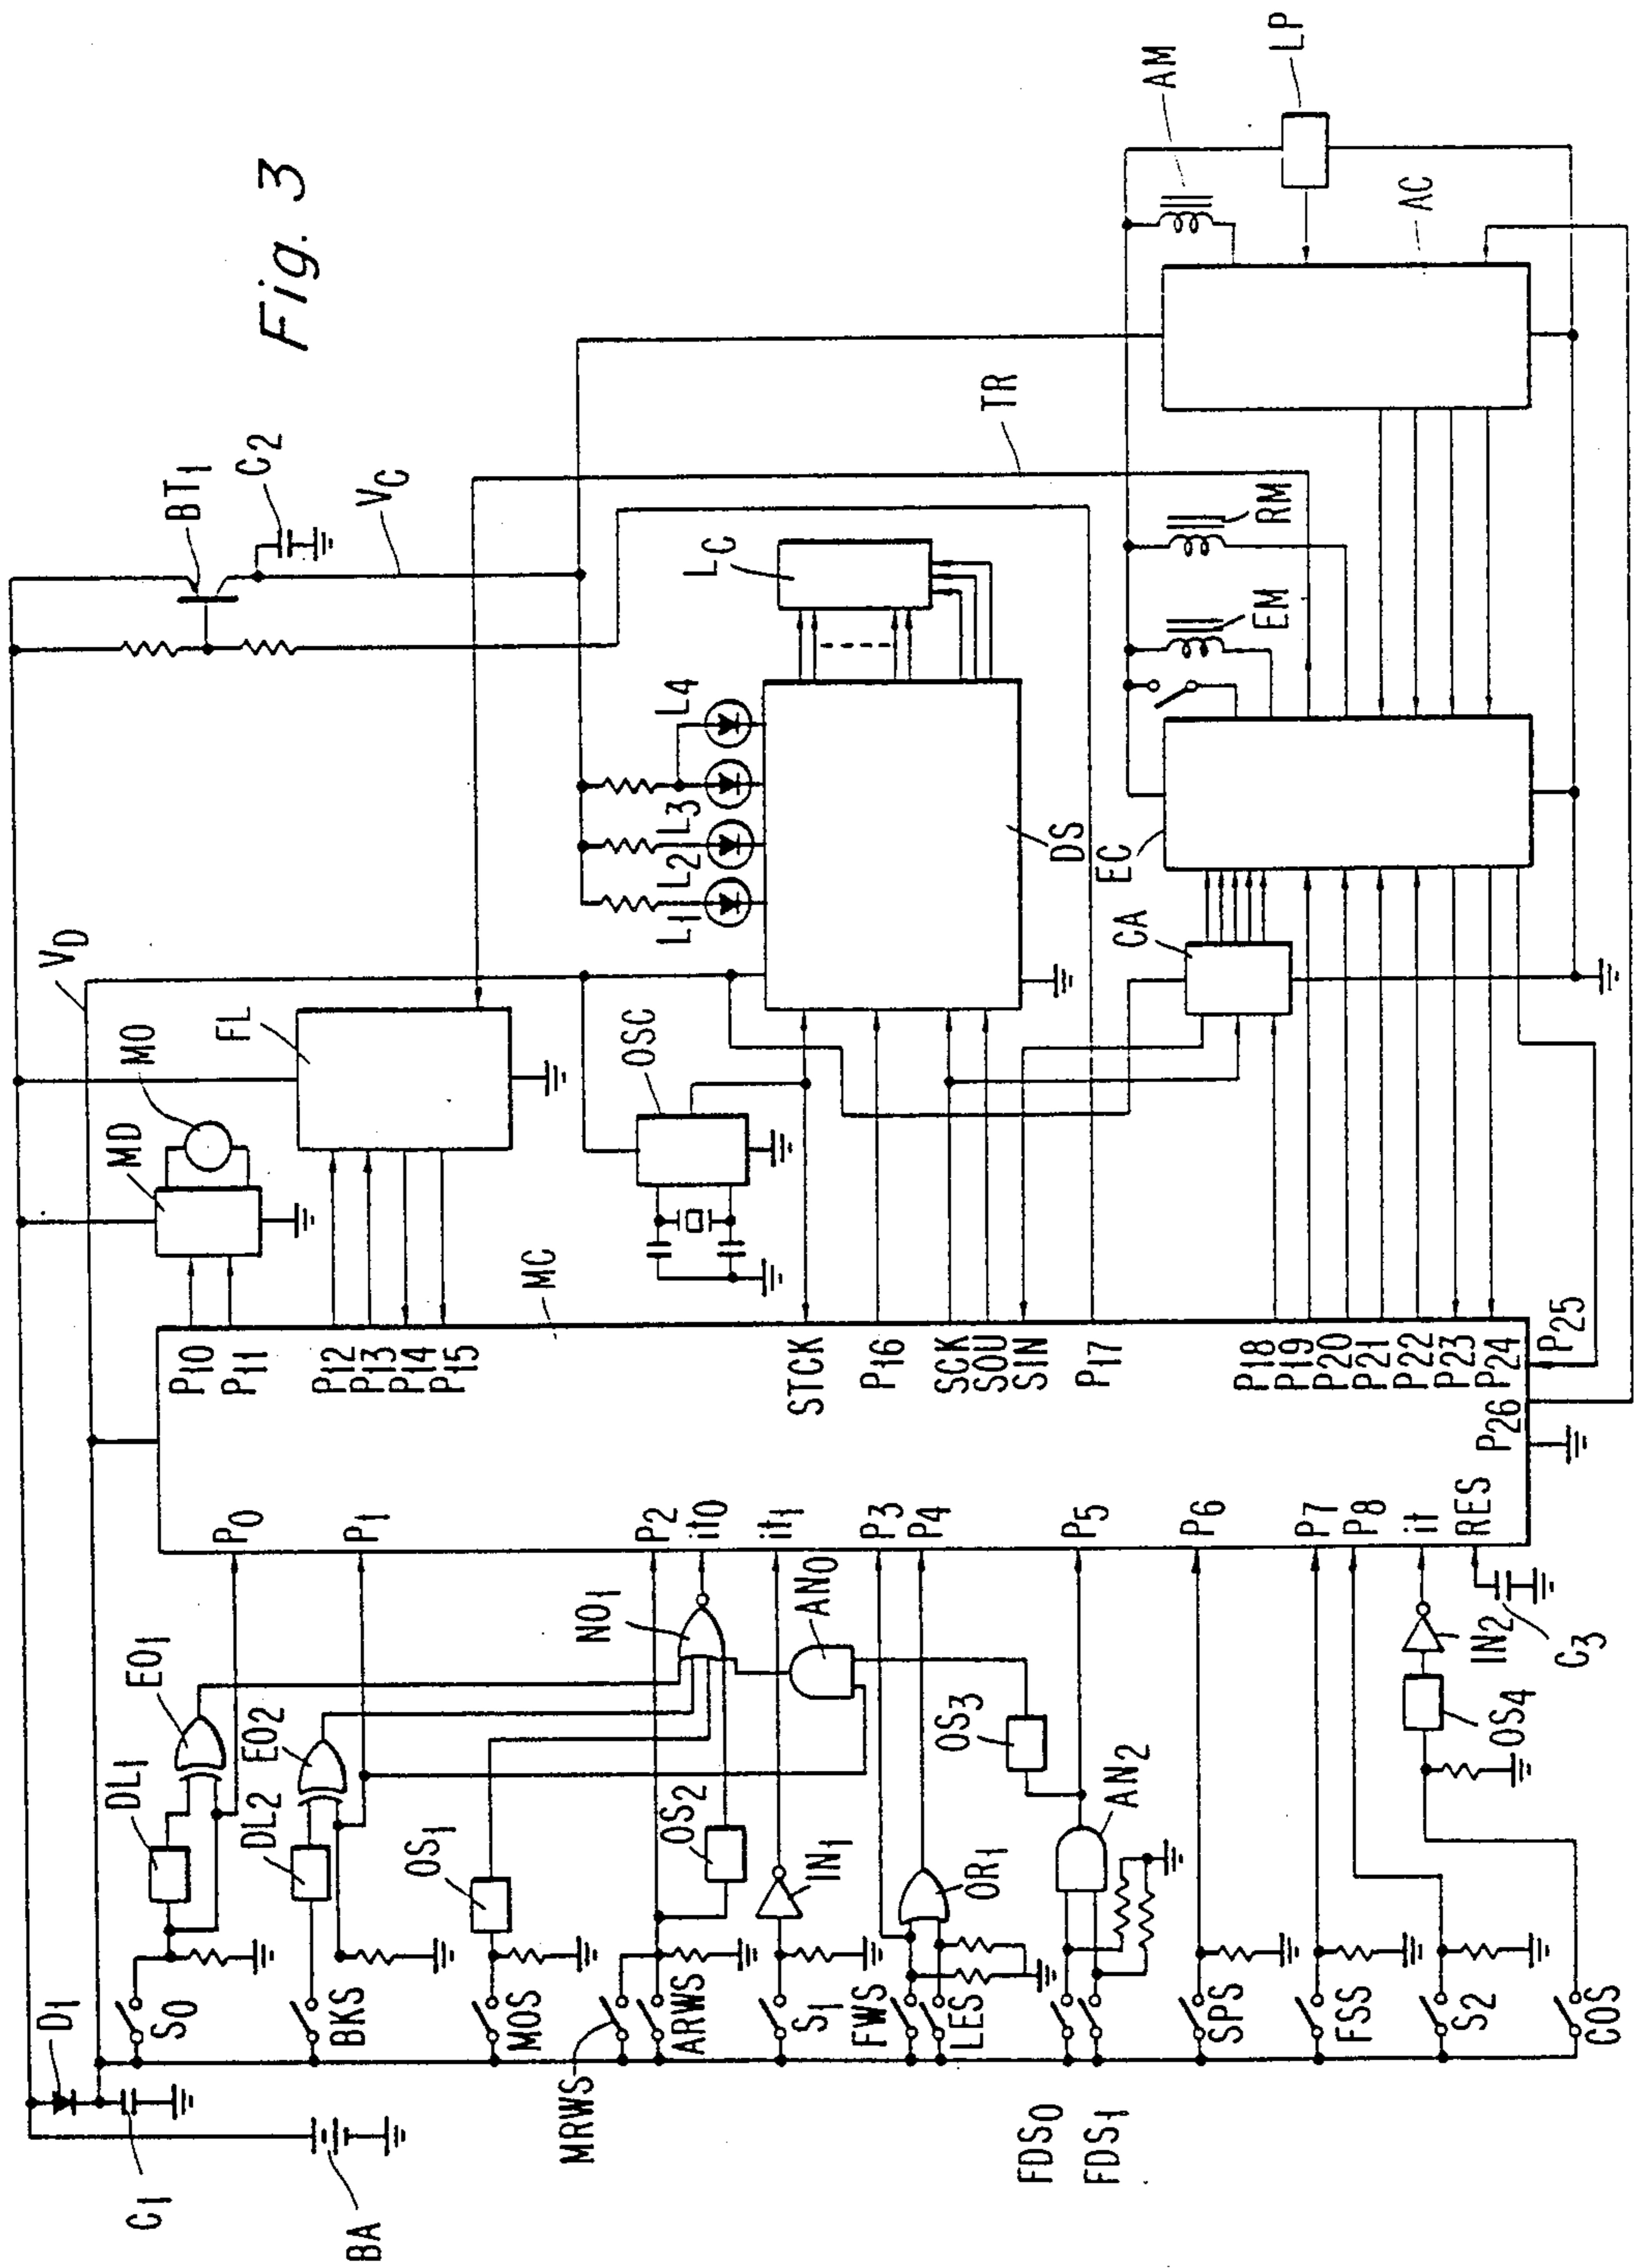 Fig. 3
BA
C1
D1
S0
BKS
MOS
MRWS
ARWS
S1
FWS
LES
FDS0
FDS1
SPS
FSS
S2
COS
DL1
EO1
DL2
EO2
OS1
OS2
IN1
OR1
AN2
OS3
NO1
AN0
OS4
IN2
C3
P0
P1
P2
it0
it1
P3
P4
P5
P6
P7
P8
it
RES
MC
P10
P11
P12
P13
P14
P15
STCK
P16
SCK
SOU
SIN
P17
P18
P19
P20
P21
P22
P23
P24
P25
P26
VD
MD
MO
FL
OSC
L1
L2
L3
L4
DS
LC
CA
EC
BT1
C2
VC
TR
EM
RM
AM
LP
AC